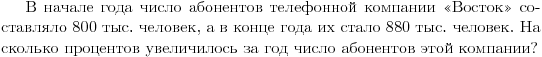 В начале года число абонентов телефонной компании «Восток» со-
ставляло 800 тыс. человек, а в конце года их стало 880 тыс. человек. На
сколько процентов увеличилось за год число абонентов этой компании?